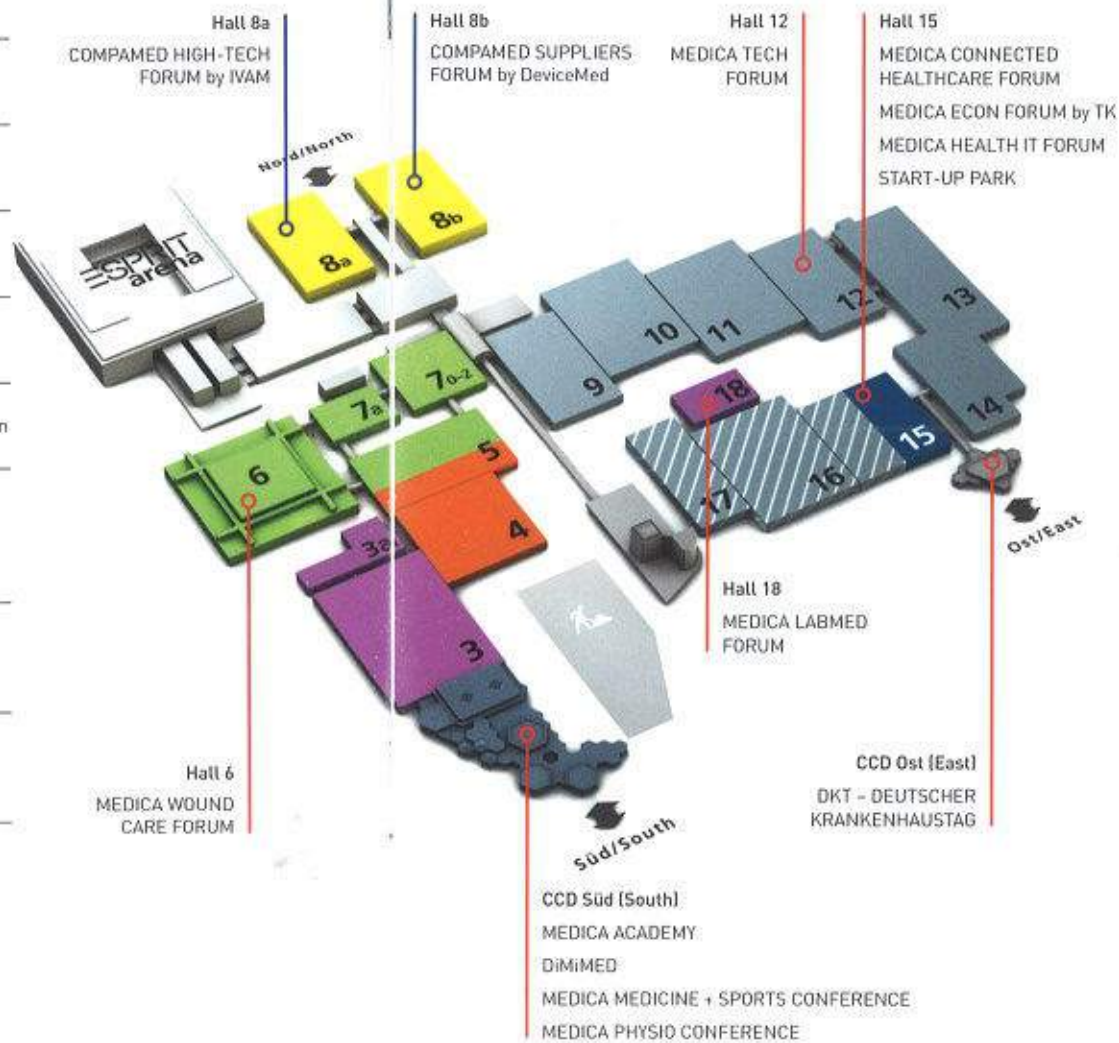 Hall 8a
COMPAMED HIGH-TECH
FORUM by IVAM
Hall 8b
COMPAMED SUPPLIERS
FORUM by DeviceMed
Hall 12
MEDICA TECH
FORUM
Hall 15
MEDICA CONNECTED
HEALTHCARE FORUM
MEDICA ECON FORUM by TK
MEDICA HEALTH IT FORUM
START-UP PARK
Nord/North
ESPRIT
arena
8a
8b
9
10
11
12
13
14
15
16
17
18
7 0-2
7a
6
5
4
3a
3
n
Ost/East
Hall 18
MEDICA LABMED
FORUM
Hall 6
MEDICA WOUND
CARE FORUM
CCD Ost (East)
DKT – DEUTSCHER
KRANKENHAUSTAG
Süd/South
CCD Süd (South)
MEDICA ACADEMY
DiMiMED
MEDICA MEDICINE + SPORTS CONFERENCE
MEDICA PHYSIO CONFERENCE